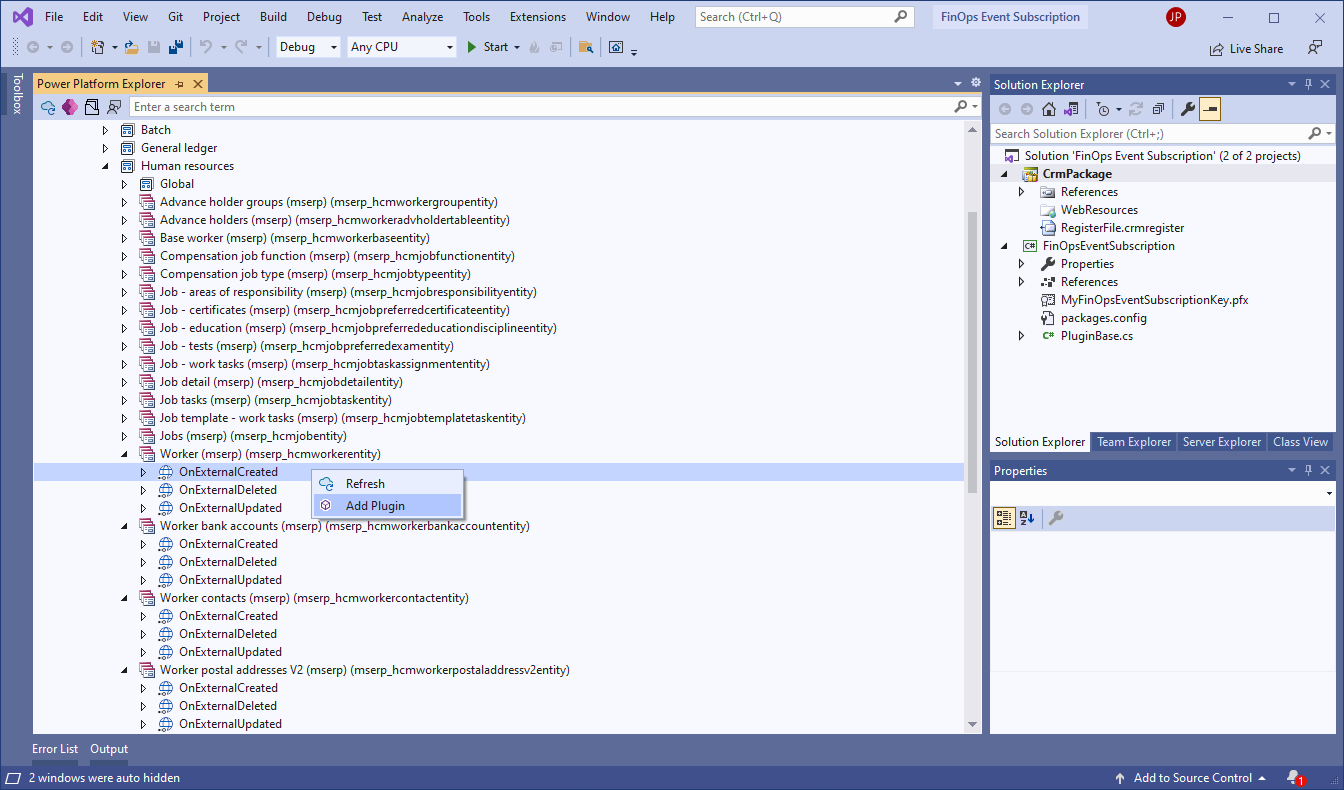 File Edit View Git Project Build Debug Test Analyze Tools Extensions Window Help Search (Ctrl+Q) FinOps Event Subscription JP
Debug Any CPU Start Live Share
Toolbox
Power Platform Explorer
Enter a search term
Batch
General ledger
Human resources
Global
Advance holder groups (mserp) (mserp_hcmworkergroupentity)
Advance holders (mserp) (mserp_hcmworkeradvholdertableentity)
Base worker (mserp) (mserp_hcmworkerbaseentity)
Compensation job function (mserp) (mserp_hcmjobfunctionentity)
Compensation job type (mserp) (mserp_hcmjobtypeentity)
Job - areas of responsibility (mserp) (mserp_hcmjobresponsibilityentity)
Job - certificates (mserp) (mserp_hcmjobpreferredcertificateentity)
Job - education (mserp) (mserp_hcmjobpreferrededucationdisciplineentity)
Job - tests (mserp) (mserp_hcmjobpreferredexamentity)
Job - work tasks (mserp) (mserp_hcmjobtaskassignmententity)
Job detail (mserp) (mserp_hcmjobdetailentity)
Job tasks (mserp) (mserp_hcmjobtaskentity)
Job template - work tasks (mserp) (mserp_hcmjobtemplatetaskentity)
Jobs (mserp) (mserp_hcmjobentity)
Worker (mserp) (mserp_hcmworkerentity)
OnExternalCreated
OnExternalDeleted
OnExternalUpdated
Refresh
Add Plugin
Worker bank accounts (mserp) (mserp_hcmworkerbankaccountentity)
OnExternalCreated
OnExternalDeleted
OnExternalUpdated
Worker contacts (mserp) (mserp_hcmworkercontactentity)
OnExternalCreated
OnExternalDeleted
OnExternalUpdated
Worker postal addresses V2 (mserp) (mserp_hcmworkerpostaladdressv2entity)
OnExternalCreated
OnExternalDeleted
OnExternalUpdated
Solution Explorer
Search Solution Explorer (Ctrl+;)
Solution 'FinOps Event Subscription' (2 of 2 projects)
CrmPackage
References
WebResources
RegisterFile.crmregister
C# FinOpsEventSubscription
Properties
References
MyFinOpsEventSubscriptionKey.pfx
packages.config
C# PluginBase.cs
Solution Explorer Team Explorer Server Explorer Class View
Properties
Error List Output
2 windows were auto hidden Add to Source Control 1